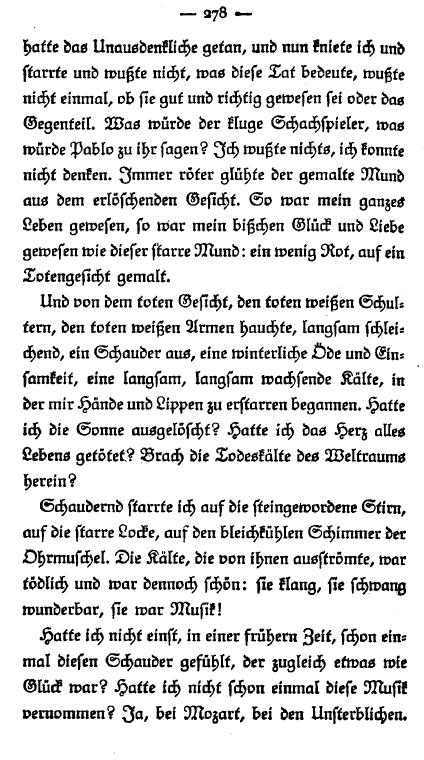 — 278 —
hatte das Unausdenkliche getan, und nun kniete ich und
starrte und wußte nicht, was diese Tat bedeute, wußte
nicht einmal, ob sie gut und richtig gewesen sei oder das
Gegenteil. Was würde der kluge Schachspieler, was
würde Pablo zu ihr sagen? Ich wußte nichts, ich konnte
nicht denken. Immer röter glühte der gemalte Mund
aus dem erlöschenden Gesicht. So war mein ganzes
Leben gewesen, so war mein bißchen Glück und Liebe
gewesen wie dieser starre Mund: ein wenig Rot, auf ein
Totengesicht gemalt.
Und von dem toten Gesicht, den toten weißen Schul-
tern, den toten weißen Armen hauchte, langsam schlei-
chend, ein Schauder aus, eine winterliche Öde und Ein-
samkeit, eine langsam, langsam wachsende Kälte, in
der mir Hände und Lippen zu erstarren begannen. Hatte
ich die Sonne ausgelöscht? Hatte ich das Herz alles
Lebens getötet? Brach die Todeskälte des Weltraums
herein?
Schaudernd starrte ich auf die steingewordene Stirn,
auf die starre Locke, auf den bleichkühlen Schimmer der
Ohrmuschel. Die Kälte, die von ihnen ausströmte, war
tödlich und war dennoch schön: sie klang, sie schwang
wunderbar, sie war Musik!
Hatte ich nicht einst, in einer frühern Zeit, schon ein-
mal diesen Schauder gefühlt, der zugleich etwas wie
Glück war? Hatte ich nicht schon einmal diese Musik
vernommen? Ja, bei Mozart, bei den Unsterblichen.